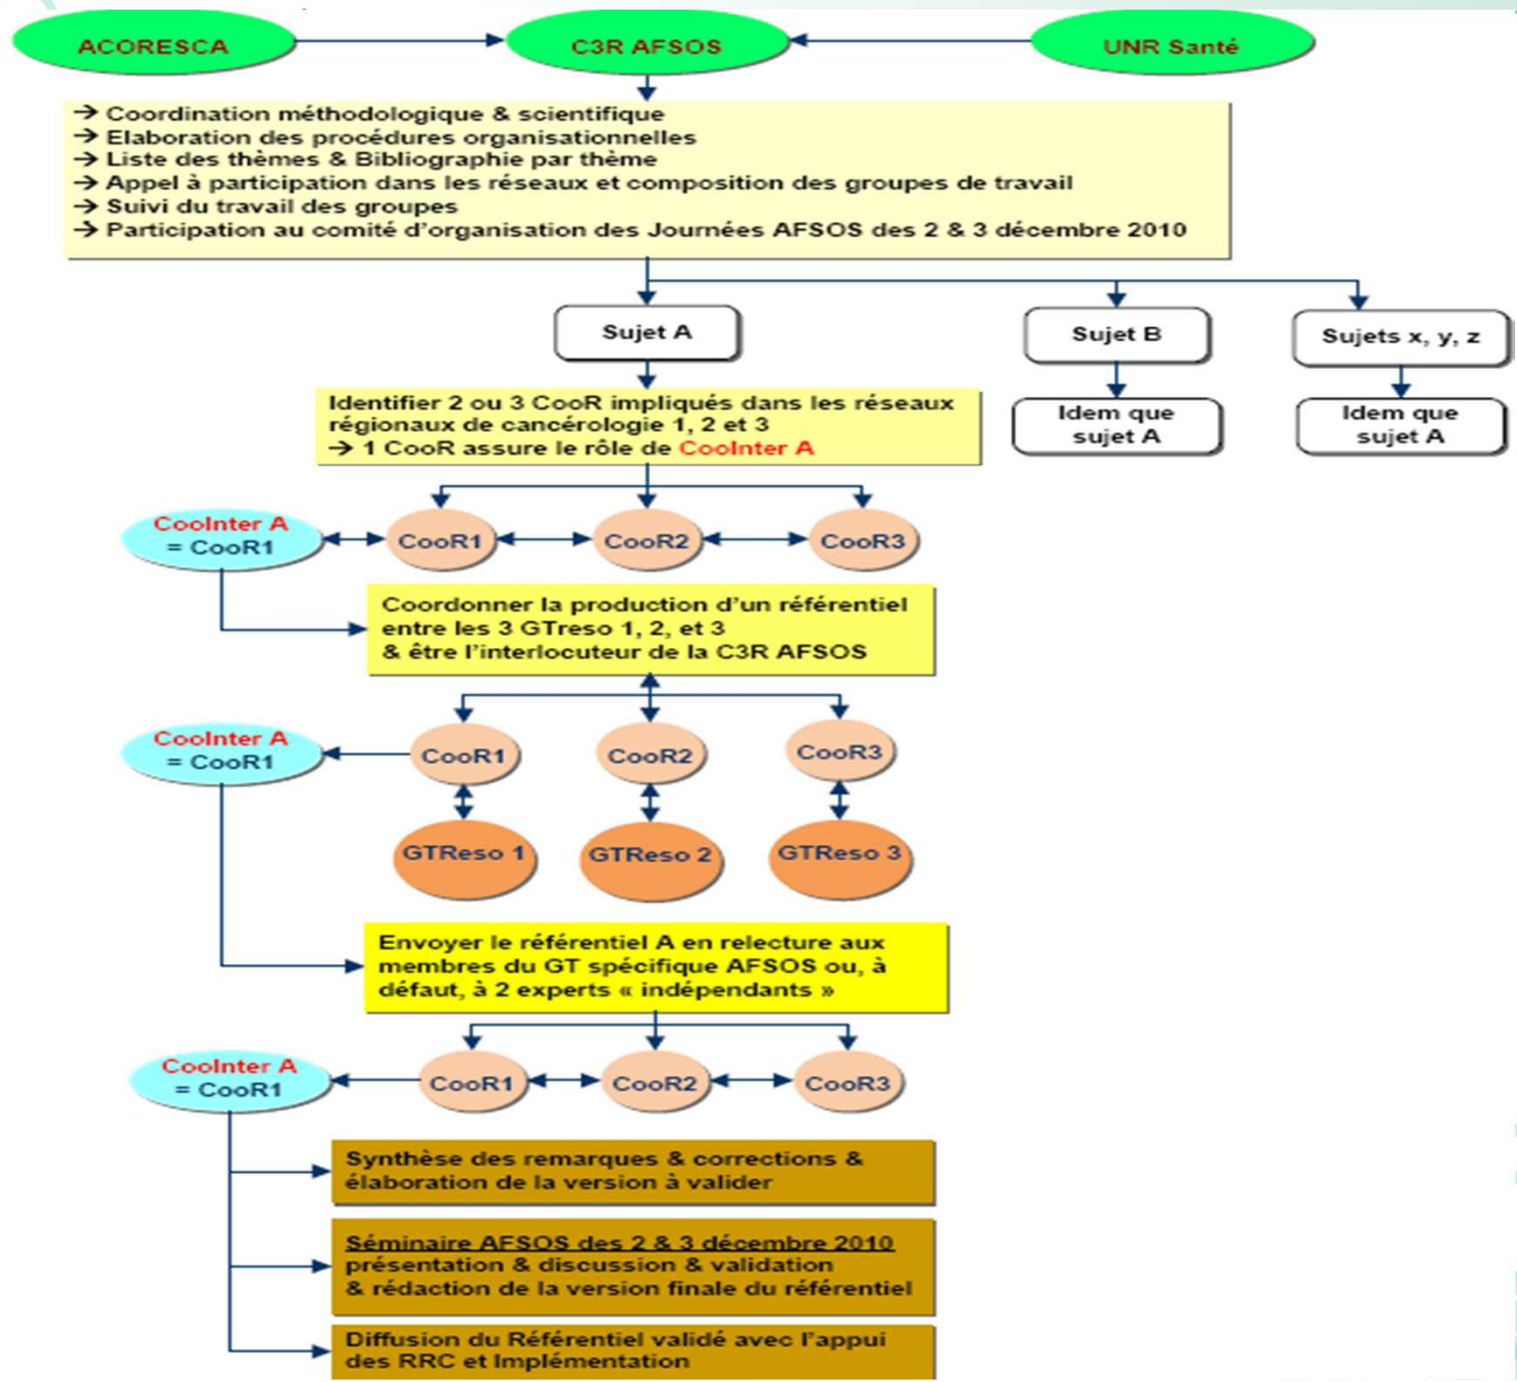 ACORESCA
C3R AFSOS
UNR Santé
→ Coordination méthodologique & scientifique
→ Elaboration des procédures organisationnelles
→ Liste des thèmes & Bibliographie par thème
→ Appel à participation dans les réseaux et composition des groupes de travail
→ Suivi du travail des groupes
→ Participation au comité d'organisation des Journées AFSOS des 2 & 3 décembre 2010
Sujet A
Sujet B
Sujets x, y, z
Identifier 2 ou 3 CooR impliqués dans les réseaux
régionaux de cancérologie 1, 2 et 3
→ 1 CooR assure le rôle de CooInter A
Idem que
sujet A
Idem que
sujet A
CooInter A
= CooR1
CooR1
CooR2
CooR3
Coordonner la production d'un référentiel
entre les 3 GTreso 1, 2, et 3
& être l'interlocuteur de la C3R AFSOS
CooInter A
= CooR1
CooR1
CooR2
CooR3
GTReso 1
GTReso 2
GTReso 3
Envoyer le référentiel A en relecture aux
membres du GT spécifique AFSOS ou, à
défaut, à 2 experts « indépendants »
CooInter A
= CooR1
CooR1
CooR2
CooR3
Synthèse des remarques & corrections &
élaboration de la version à valider
Séminaire AFSOS des 2 & 3 décembre 2010
présentation & discussion & validation
& rédaction de la version finale du référentiel
Diffusion du Référentiel validé avec l'appui
des RRC et Implémentation